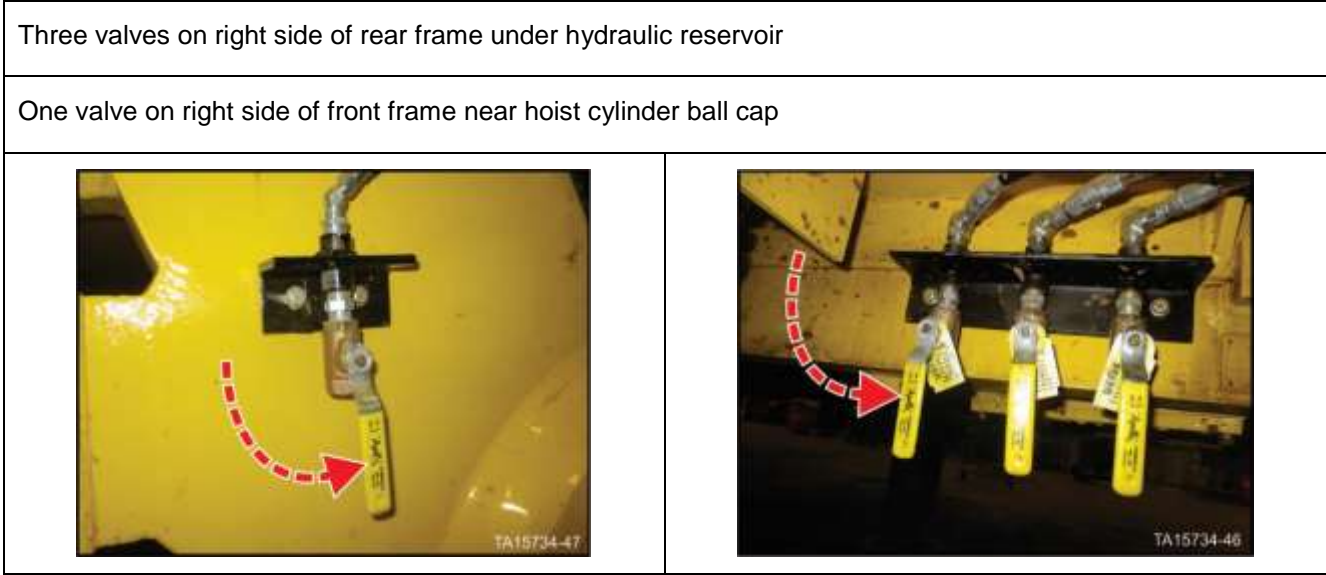 Three valves on right side of rear frame under hydraulic reservoir
One valve on right side of front frame near hoist cylinder ball cap
TA15734-47
TA15734-46